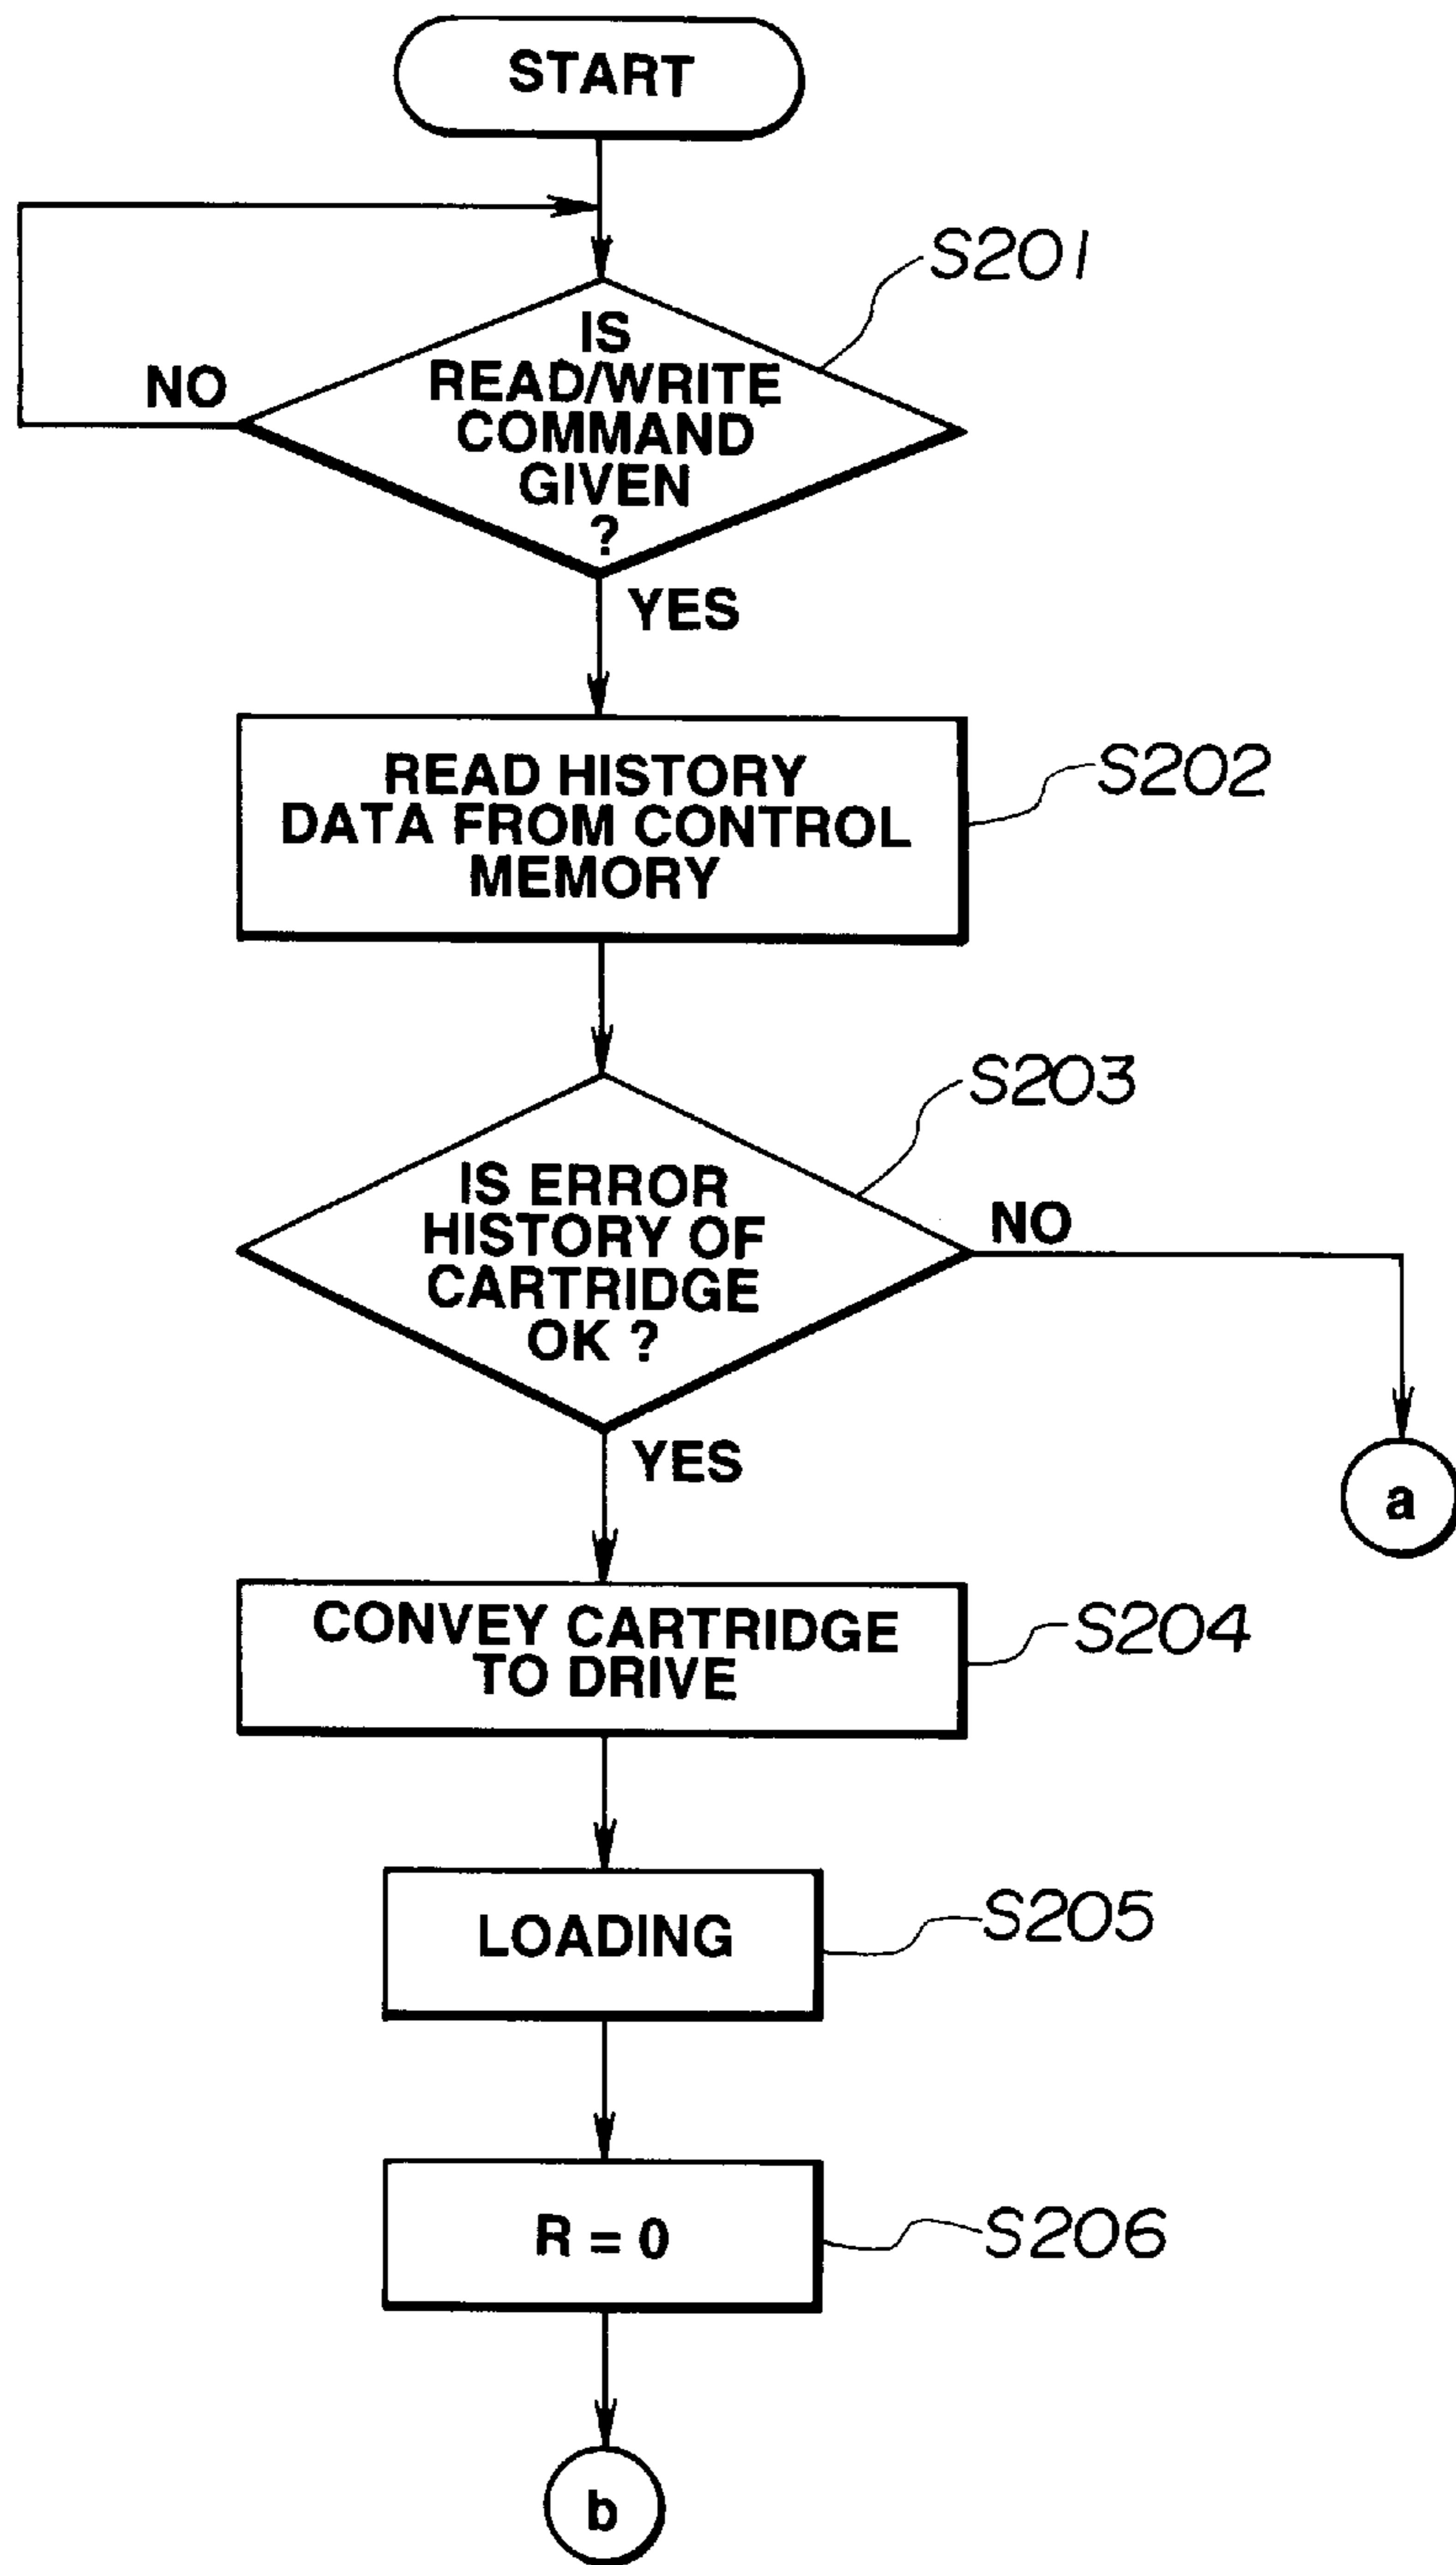 START
S201
IS
READ/WRITE
COMMAND
GIVEN
?
NO
YES
READ HISTORY
DATA FROM CONTROL
MEMORY
S202
S203
IS ERROR
HISTORY OF
CARTRIDGE
OK ?
NO
YES
a
CONVEY CARTRIDGE
TO DRIVE
S204
LOADING
S205
R = 0
S206
b